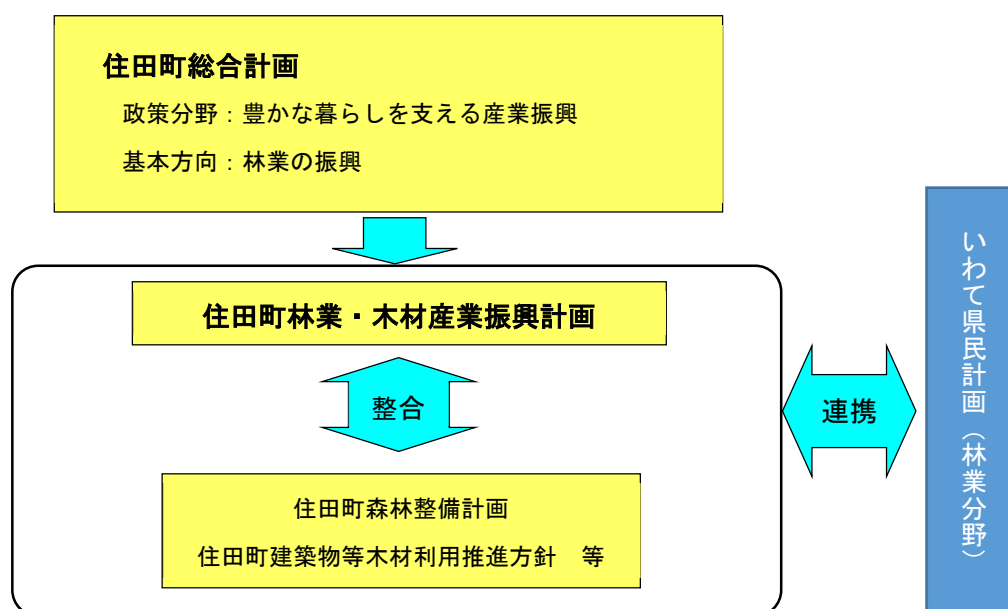 住田町総合計画
政策分野：豊かな暮らしを支える産業振興
基本方向：林業の振興
住田町林業・木材産業振興計画
整合
住田町森林整備計画
住田町建築物等木材利用推進方針　等
連携
いわて県民計画（林業分野）